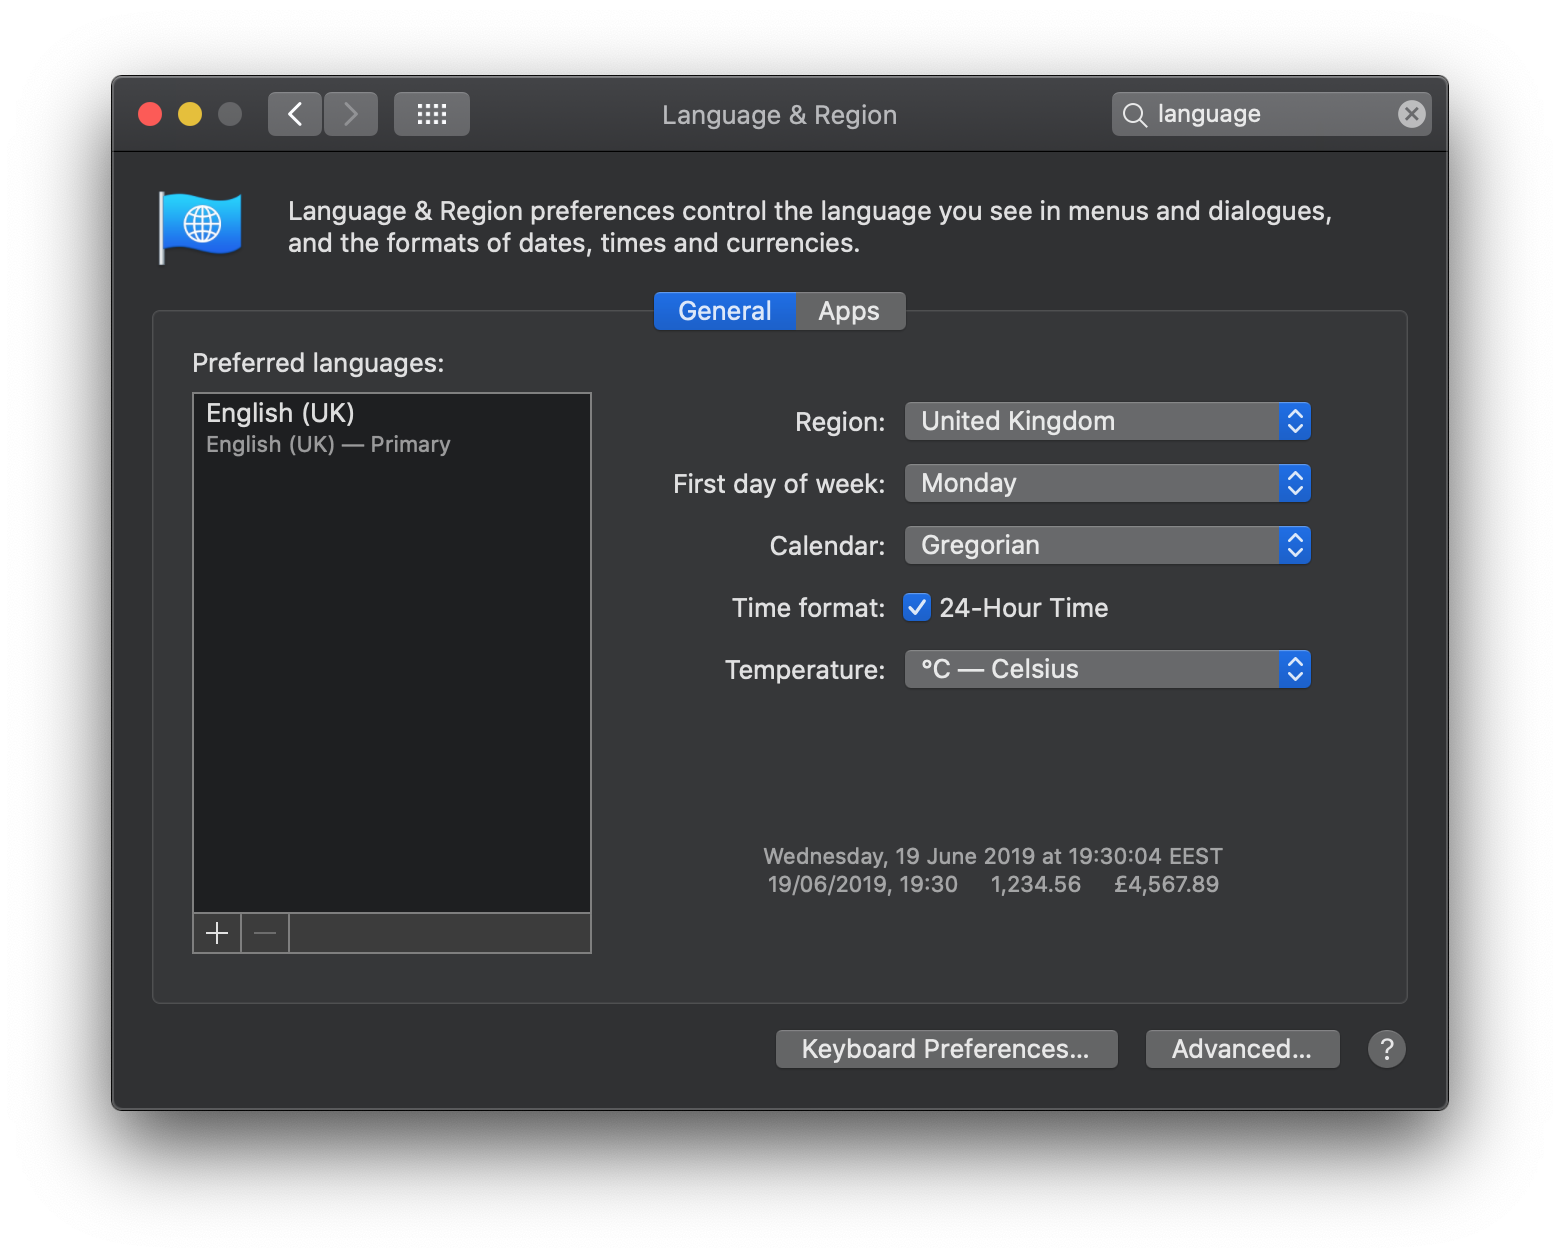 Language & Region
language
Language & Region preferences control the language you see in menus and dialogues,
and the formats of dates, times and currencies.
General
Apps
Preferred languages:
English (UK)
English (UK) — Primary
Region: United Kingdom
First day of week: Monday
Calendar: Gregorian
Time format: 24-Hour Time
Temperature: °C — Celsius
Wednesday, 19 June 2019 at 19:30:04 EEST
19/06/2019, 19:30 1,234.56 £4,567.89
Keyboard Preferences...
Advanced...
?